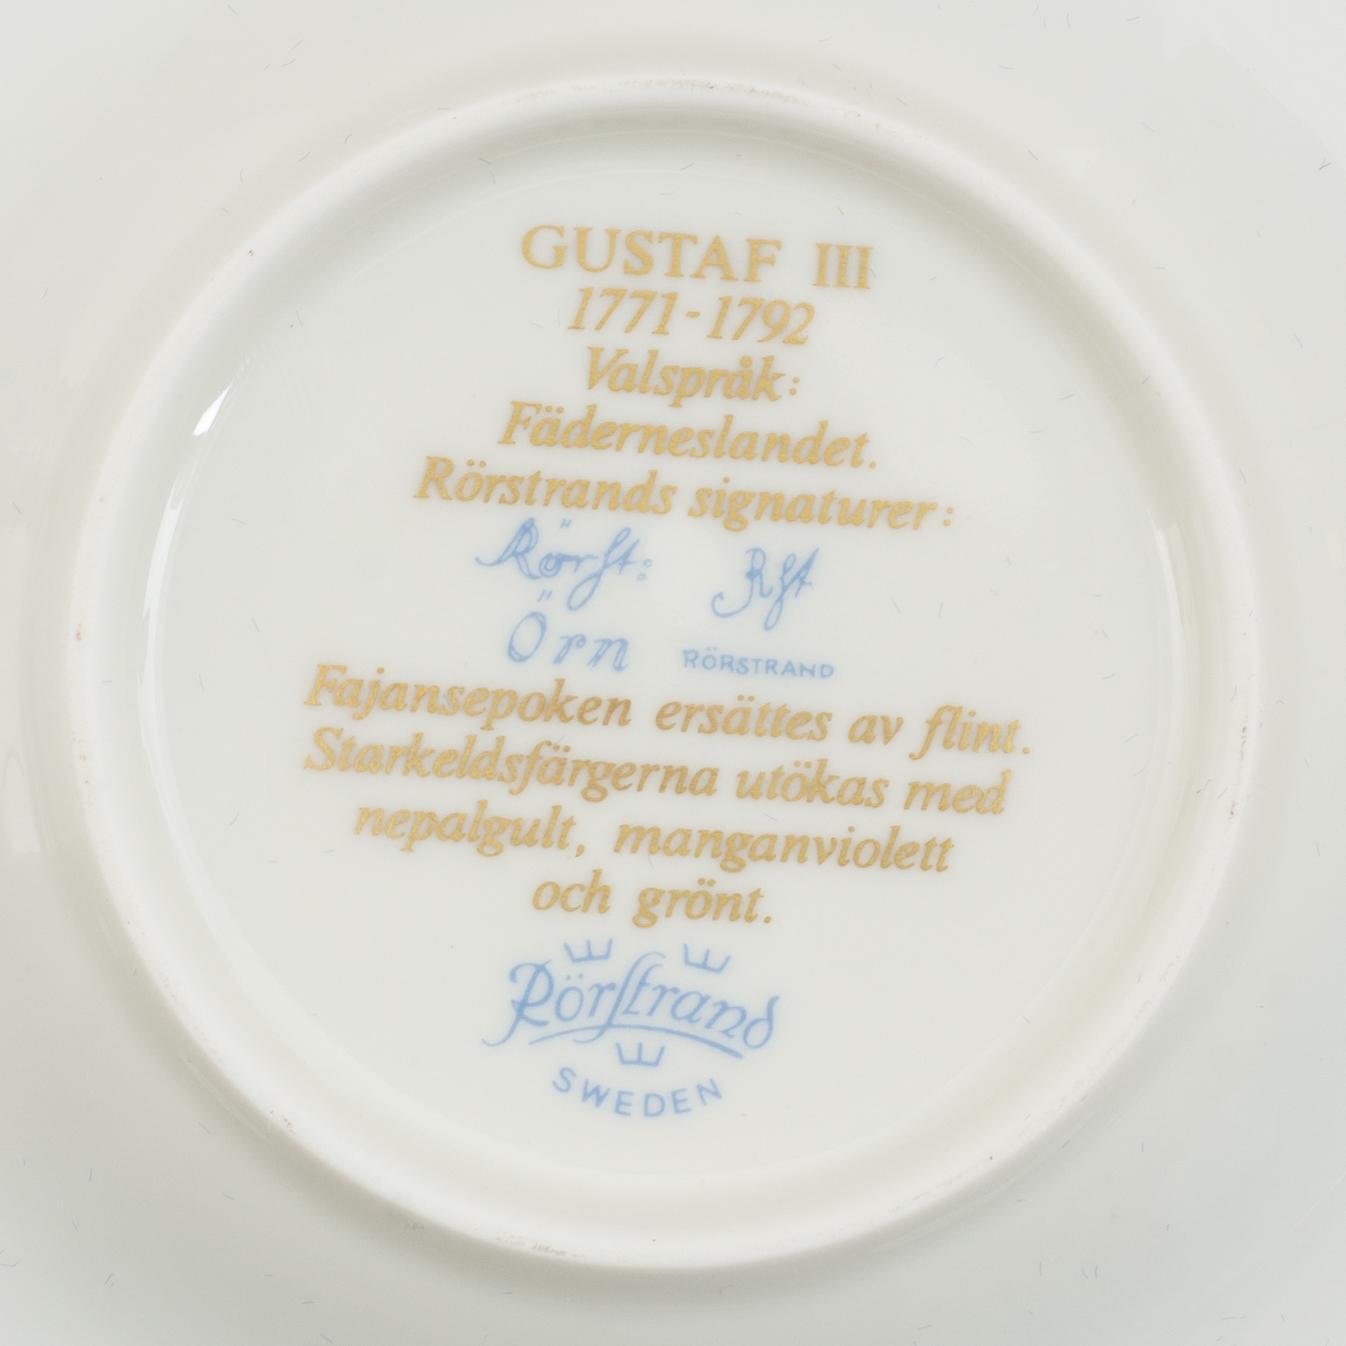 GUSTAF III
1771-1792
Valspråk:
Fäderneslandet.
Rörstrands signaturer:
Rörst: Rst
Örn RÖRSTRAND
Fajansepoken ersättes av flint.
Starkeldsfärgerna utökas med
nepalgult, manganviolett
och grönt.
Rörstrand
SWEDEN